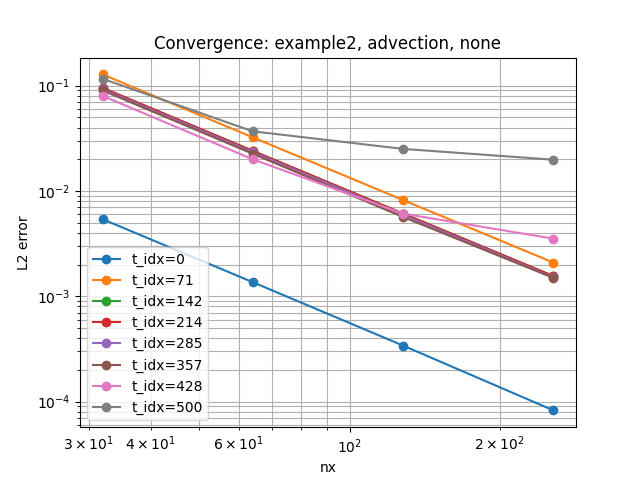 Convergence: example2, advection, none
L2 error
10⁻¹
10⁻²
10⁻³
10⁻⁴
t_idx=0
t_idx=71
t_idx=142
t_idx=214
t_idx=285
t_idx=357
t_idx=428
t_idx=500
3 × 10¹ 4 × 10¹ 6 × 10¹ 10² 2 × 10²
nx